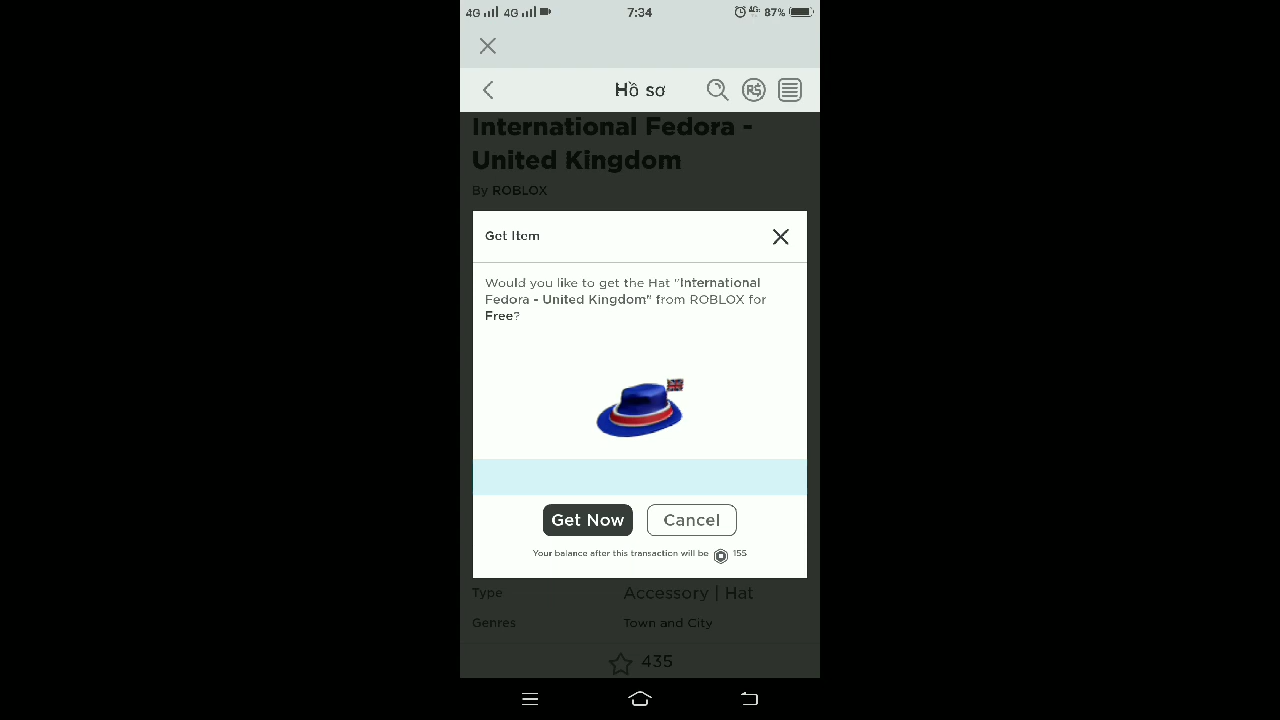 4G 4G 7:34 4G 87%
Hồ sơ R$
International Fedora -
United Kingdom
By ROBLOX
Get Item
Would you like to get the Hat "International
Fedora - United Kingdom" from ROBLOX for
Free?
Get Now Cancel
Your balance after this transaction will be 155
Type Accessory | Hat
Genres Town and City
435